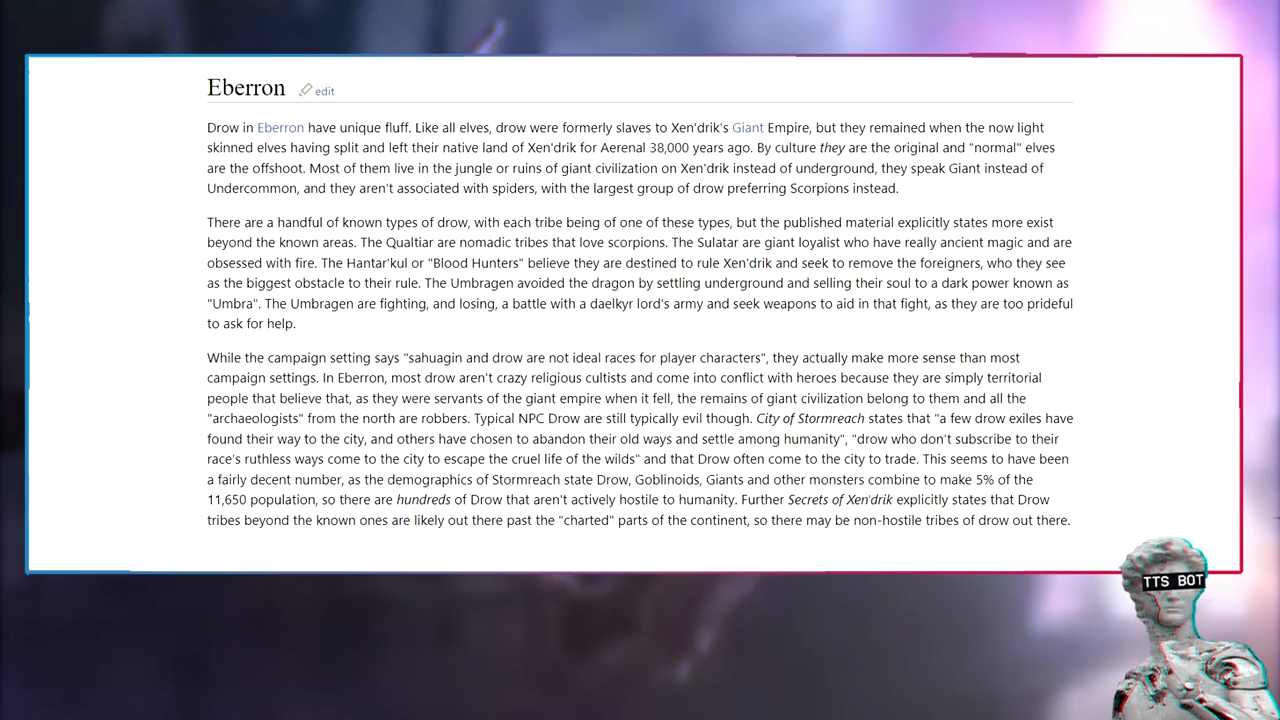 Eberron edit
Drow in Eberron have unique fluff. Like all elves, drow were formerly slaves to Xen'drik's Giant Empire, but they remained when the now light
skinned elves having split and left their native land of Xen'drik for Aerenal 38,000 years ago. By culture they are the original and "normal" elves
are the offshoot. Most of them live in the jungle or ruins of giant civilization on Xen'drik instead of underground, they speak Giant instead of
Undercommon, and they aren't associated with spiders, with the largest group of drow preferring Scorpions instead.
There are a handful of known types of drow, with each tribe being of one of these types, but the published material explicitly states more exist
beyond the known areas. The Qualtiar are nomadic tribes that love scorpions. The Sulatar are giant loyalist who have really ancient magic and are
obsessed with fire. The Hantar'kul or "Blood Hunters" believe they are destined to rule Xen'drik and seek to remove the foreigners, who they see
as the biggest obstacle to their rule. The Umbragen avoided the dragon by settling underground and selling their soul to a dark power known as
"Umbra". The Umbragen are fighting, and losing, a battle with a daelkyr lord's army and seek weapons to aid in that fight, as they are too prideful
to ask for help.
While the campaign setting says "sahuagin and drow are not ideal races for player characters", they actually make more sense than most
campaign settings. In Eberron, most drow aren't crazy religious cultists and come into conflict with heroes because they are simply territorial
people that believe that, as they were servants of the giant empire when it fell, the remains of giant civilization belong to them and all the
"archaeologists" from the north are robbers. Typical NPC Drow are still typically evil though. City of Stormreach states that "a few drow exiles have
found their way to the city, and others have chosen to abandon their old ways and settle among humanity", "drow who don't subscribe to their
race's ruthless ways come to the city to escape the cruel life of the wilds" and that Drow often come to the city to trade. This seems to have been
a fairly decent number, as the demographics of Stormreach state Drow, Goblinoids, Giants and other monsters combine to make 5% of the
11,650 population, so there are hundreds of Drow that aren't actively hostile to humanity. Further Secrets of Xen'drik explicitly states that Drow
tribes beyond the known ones are likely out there past the "charted" parts of the continent, so there may be non-hostile tribes of drow out there.
TTS BOT